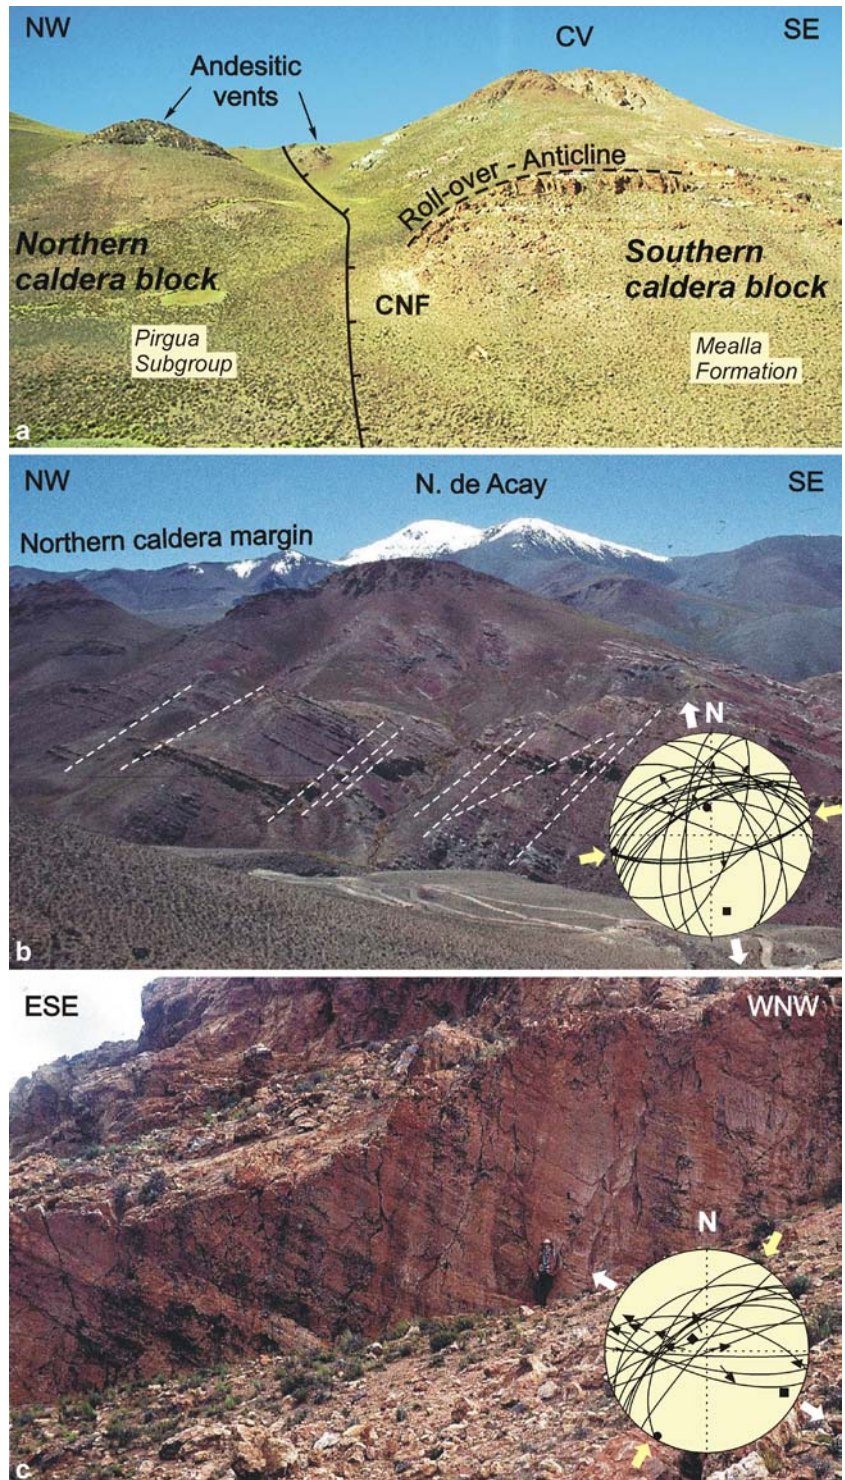 NW
CV
SE
Andesitic
vents
Roll-over - Anticline
Northern
caldera block
Southern
caldera block
CNF
Pirgua
Subgroup
Mealla
Formation
a
NW
N. de Acay
SE
Northern caldera margin
N
b
ESE
WNW
N
c